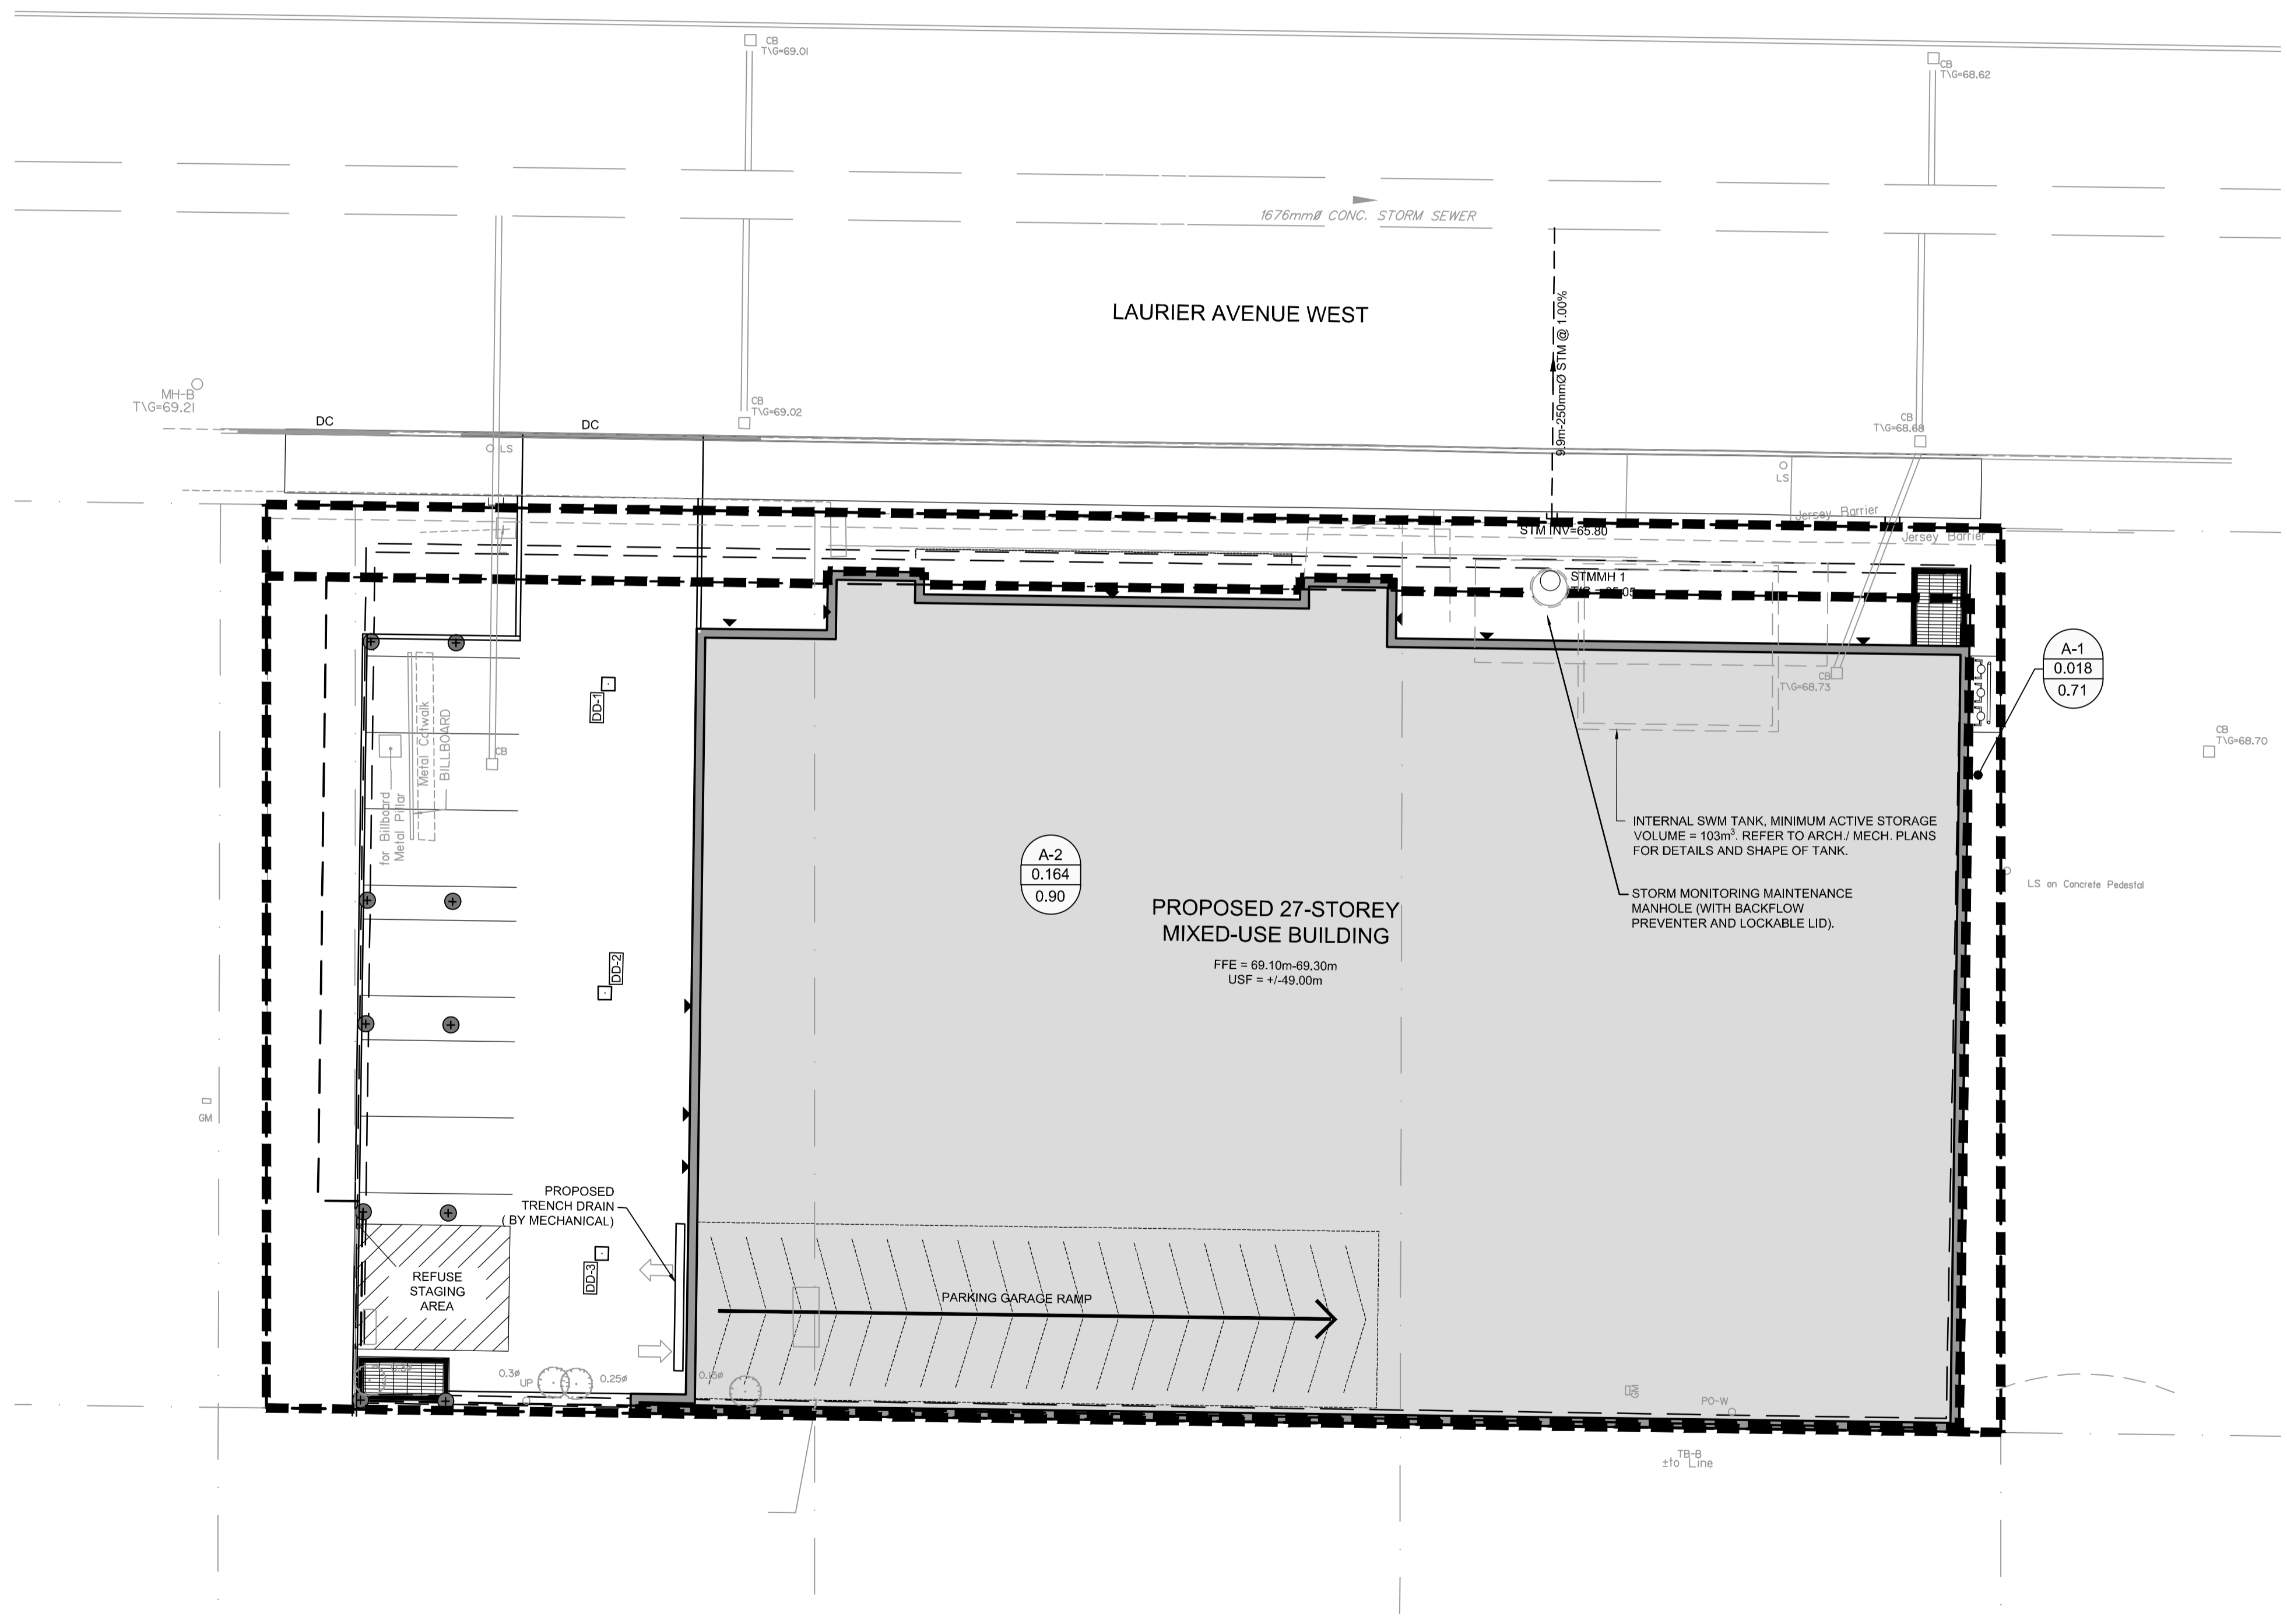 CB
T\G=69.01
CB
T\G=68.62
1676mmØ CONC. STORM SEWER
LAURIER AVENUE WEST
9.9m-250mmØ STM @ 1.00%
MH-B
T\G=69.21
DC
DC
CB
T\G=69.02
CB
T\G=68.68
LS
LS
Jersey Barrier
Jersey Barrier
STM INV=65.80
STMMH 1
A-1
0.018
0.71
CB
T\G=68.73
CB
T\G=68.70
DD-1
Metal Catwalk
BILLBOARD
CB
for Billboard
Metal Pillar
INTERNAL SWM TANK, MINIMUM ACTIVE STORAGE
VOLUME = 103m³. REFER TO ARCH./ MECH. PLANS
FOR DETAILS AND SHAPE OF TANK.
A-2
0.164
0.90
LS on Concrete Pedestal
STORM MONITORING MAINTENANCE
MANHOLE (WITH BACKFLOW
PREVENTER AND LOCKABLE LID).
PROPOSED 27-STOREY
MIXED-USE BUILDING
FFE = 69.10m-69.30m
USF = +/-49.00m
DD-2
GM
PROPOSED
TRENCH DRAIN
( BY MECHANICAL)
DD-3
REFUSE
STAGING
AREA
PARKING GARAGE RAMP
0.3ø
UP
0.25ø
0.15ø
GM
PO-W
TB-B
±to Line